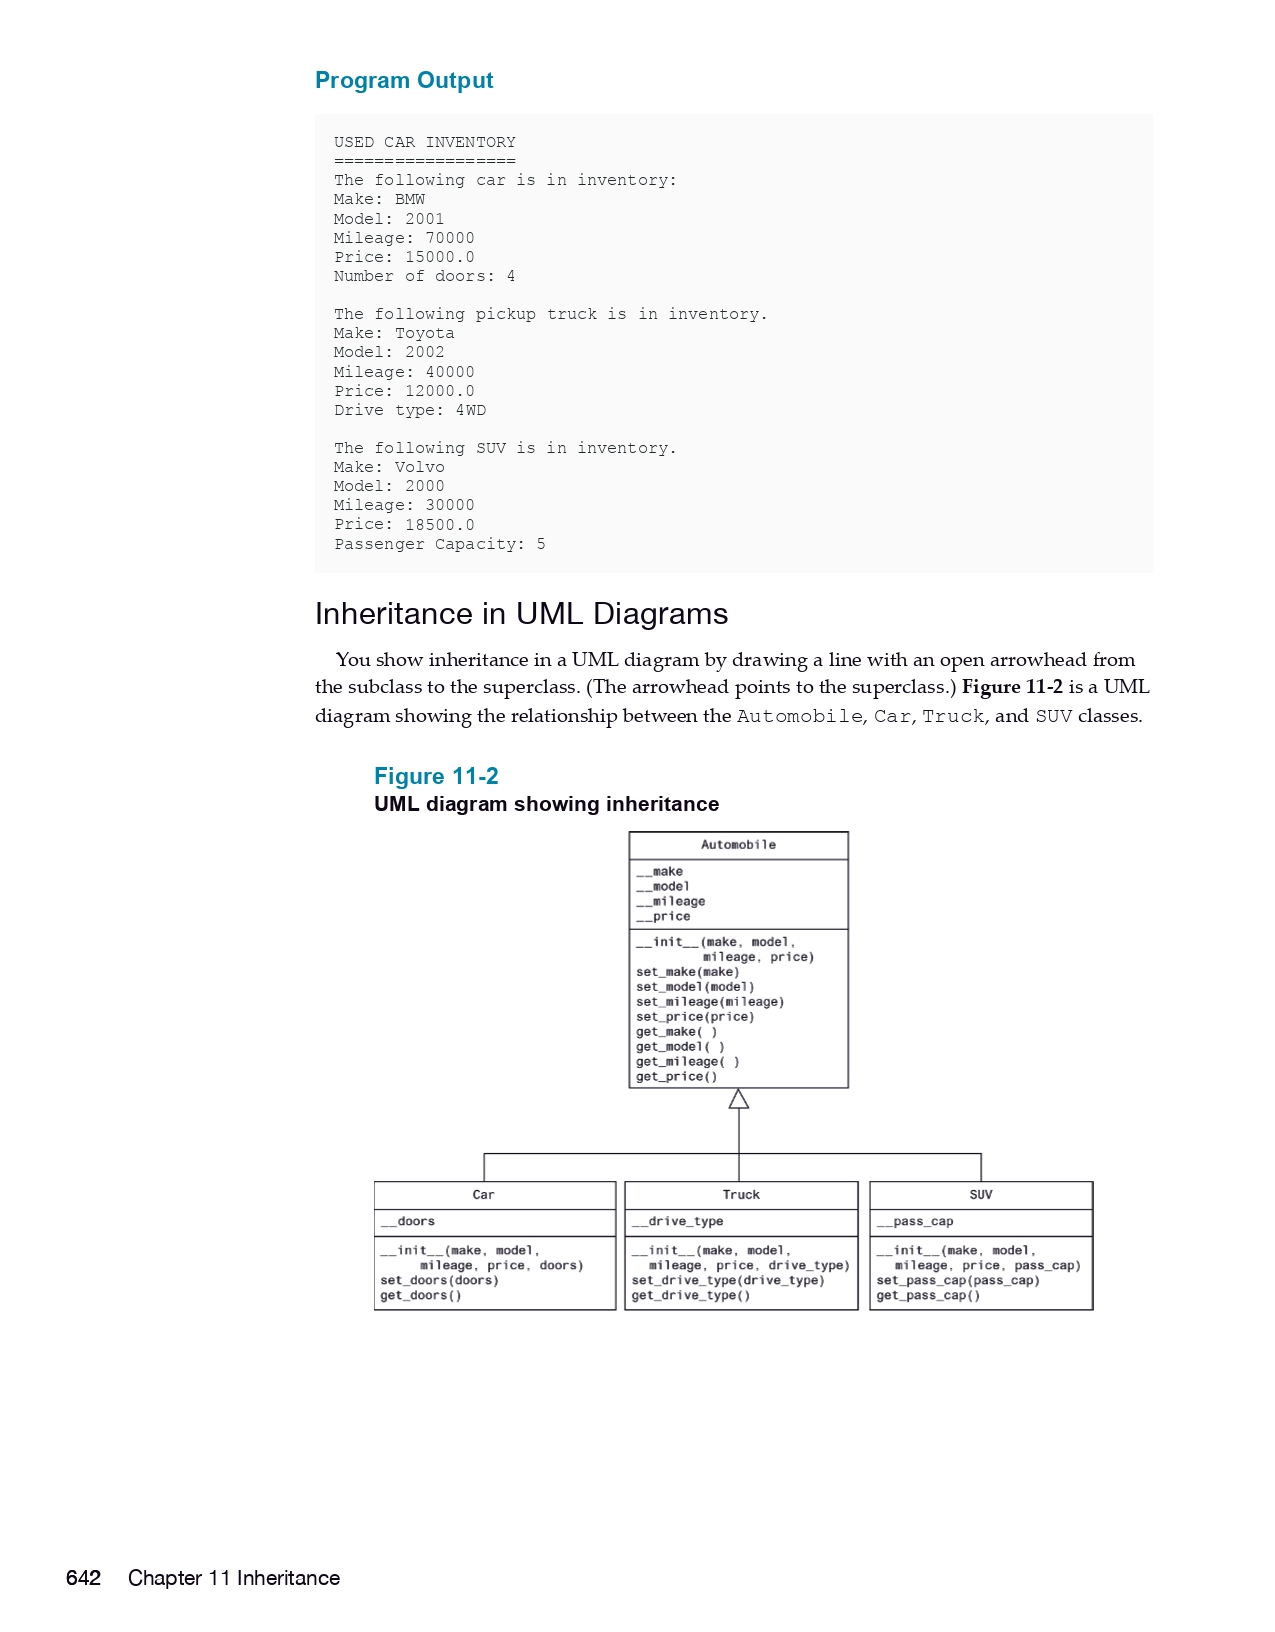 Program Output
USED CAR INVENTORY
==================
The following car is in inventory:
Make: BMW
Model: 2001
Mileage: 70000
Price: 15000.0
Number of doors: 4
The following pickup truck is in inventory.
Make: Toyota
Model: 2002
Mileage: 40000
Price: 12000.0
Drive type: 4WD
The following SUV is in inventory.
Make: Volvo
Model: 2000
Mileage: 30000
Price: 18500.0
Passenger Capacity: 5
Inheritance in UML Diagrams
You show inheritance in a UML diagram by drawing a line with an open arrowhead from
the subclass to the superclass. (The arrowhead points to the superclass.) Figure 11-2 is a UML
diagram showing the relationship between the Automobile, Car, Truck, and SUV classes.
Figure 11-2
UML diagram showing inheritance
Automobile
__make
__model
__mileage
__price
__init__(make, model,
mileage, price)
set_make(make)
set_model(model)
set_mileage(mileage)
set_price(price)
get_make( )
get_model( )
get_mileage( )
get_price()
Car
__doors
__init__(make, model,
mileage, price, doors)
set_doors(doors)
get_doors()
Truck
__drive_type
__init__(make, model,
mileage, price, drive_type)
set_drive_type(drive_type)
get_drive_type()
SUV
__pass_cap
__init__(make, model,
mileage, price, pass_cap)
set_pass_cap(pass_cap)
get_pass_cap()
642 Chapter 11 Inheritance